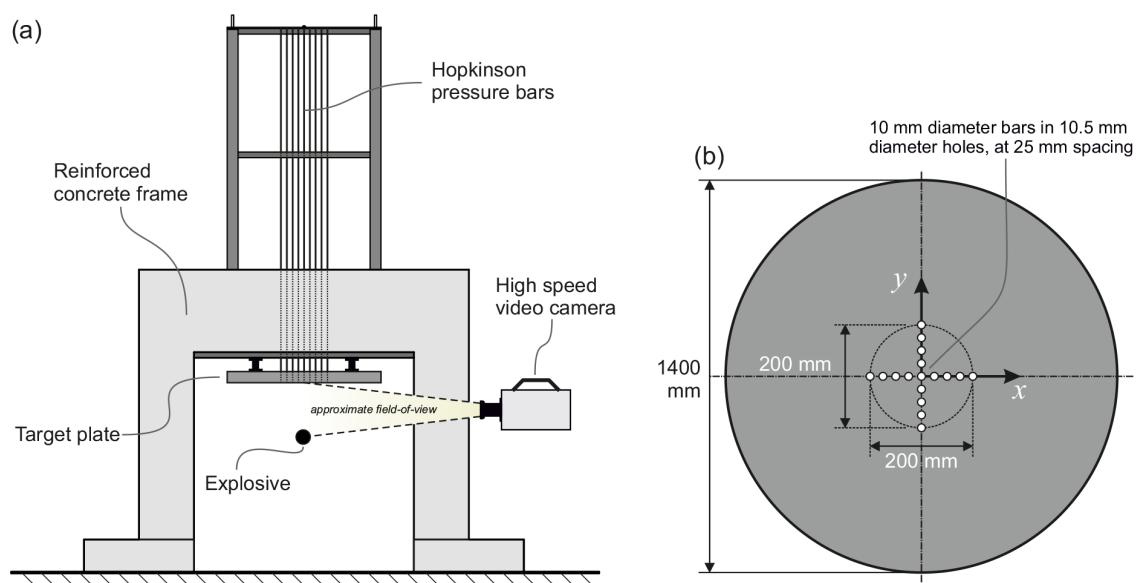 (a)
Hopkinson
pressure bars
Reinforced
concrete frame
High speed
video camera
approximate field-of-view
Target plate
Explosive
10 mm diameter bars in 10.5 mm
diameter holes, at 25 mm spacing
(b)
y
200 mm
1400
mm
x
200 mm